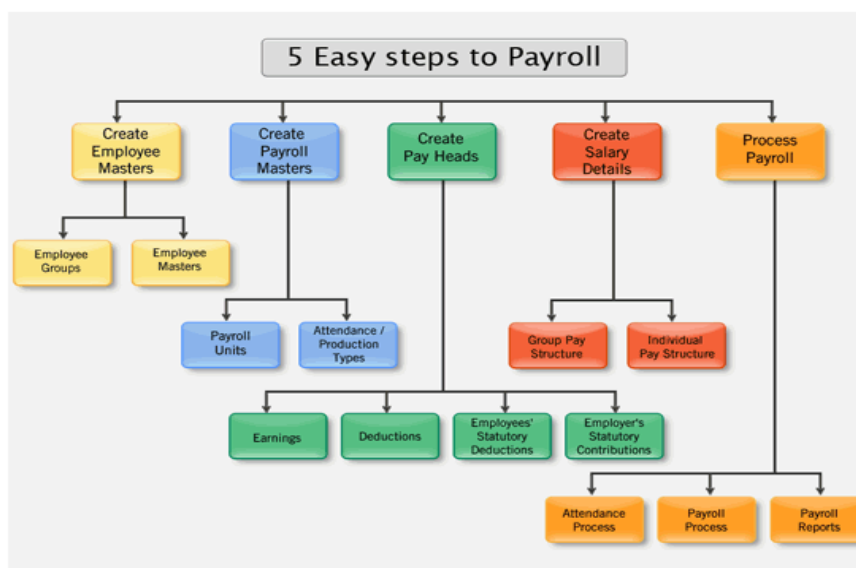 5 Easy steps to Payroll
Create
Employee
Masters
Create
Payroll
Masters
Create
Pay Heads
Create
Salary
Details
Process
Payroll
Employee
Groups
Employee
Masters
Payroll
Units
Attendance /
Production
Types
Group Pay
Structure
Individual
Pay Structure
Earnings
Deductions
Employees'
Statutory
Deductions
Employer's
Statutory
Contributions
Attendance
Process
Payroll
Process
Payroll
Reports